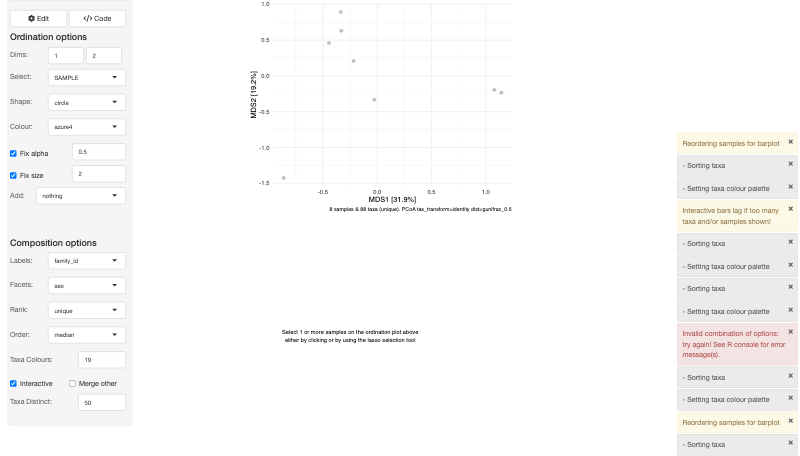 Edit
</> Code
Ordination options
Dims:
1
2
Select:
SAMPLE
Shape:
circle
Colour:
azure4
Fix alpha
0.5
Fix size
2
Add:
nothing
Composition options
Labels:
family_id
Facets:
sex
Rank:
unique
Order:
median
Taxa Colours:
19
Interactive
Merge other
Taxa Distinct:
50
1.0
0.5
0.0
-0.5
-1.0
-1.5
MDS2 [19.2%]
-0.5
0.0
0.5
1.0
MDS1 [31.9%]
8 samples & 88 taxa (unique). PCoA tax_transform=identity dist=gunifrac_0.5
Select 1 or more samples on the ordination plot above
either by clicking or by using the lasso selection tool
Reordering samples for barplot
- Sorting taxa
- Setting taxa colour palette
Interactive bars lag if too many
taxa and/or samples shown!
- Sorting taxa
- Setting taxa colour palette
- Sorting taxa
- Setting taxa colour palette
Invalid combination of options:
try again! See R console for error
message(s).
- Sorting taxa
- Setting taxa colour palette
Reordering samples for barplot
- Sorting taxa